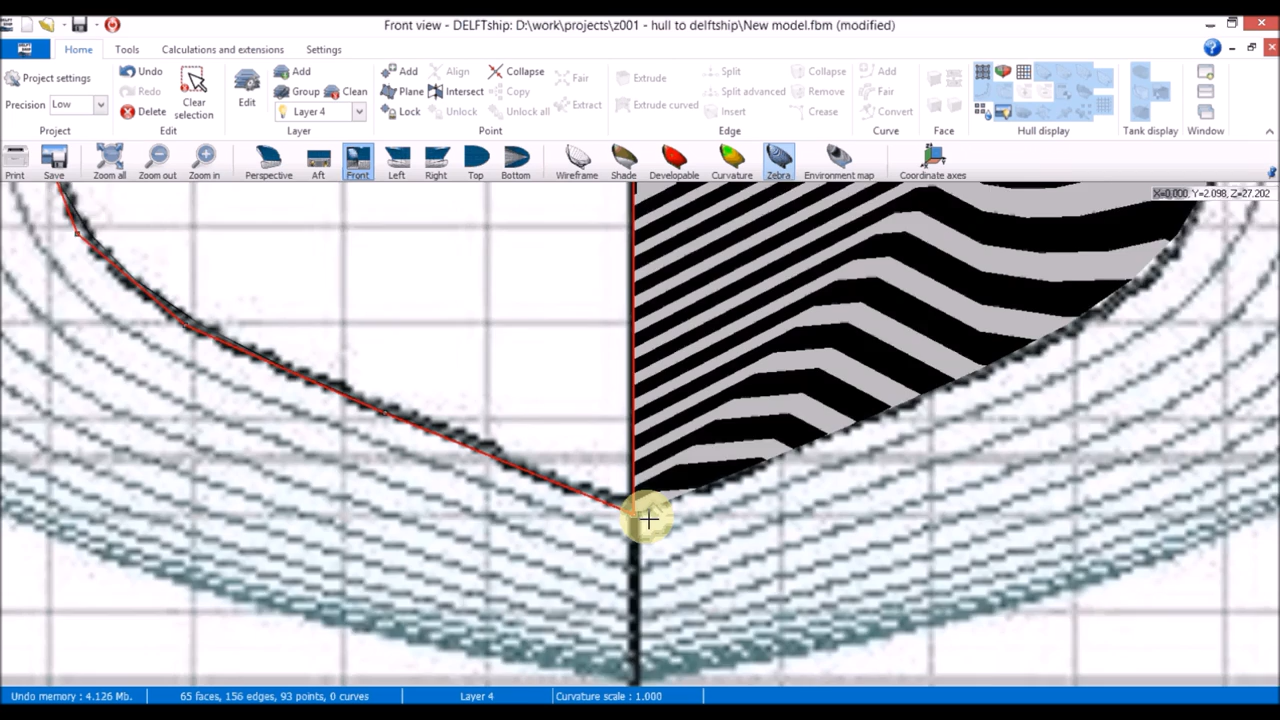 Front view - DELFTship: D:\work\projects\z001 - hull to delftship\New model.fbm (modified)
Home Tools Calculations and extensions Settings
Project settings Undo Add Add Align Collapse Fair Extrude Split Collapse Add
Redo Group Clean Plane Intersect Copy Split advanced Remove Fair
Precision Low Delete Clear selection Edit Layer 4 Lock Unlock Unlock all Extract Extrude curved Insert Crease Convert
Project Edit Layer Point Edge Curve Face Hull display Tank display Window
Print Save Zoom all Zoom out Zoom in Perspective Aft Front Left Right Top Bottom Wireframe Shade Developable Curvature Zebra Environment map Coordinate axes
X=0.000, Y=2.098, Z=27.202
Undo memory : 4.126 Mb. 65 faces, 156 edges, 93 points, 0 curves Layer 4 Curvature scale : 1.000